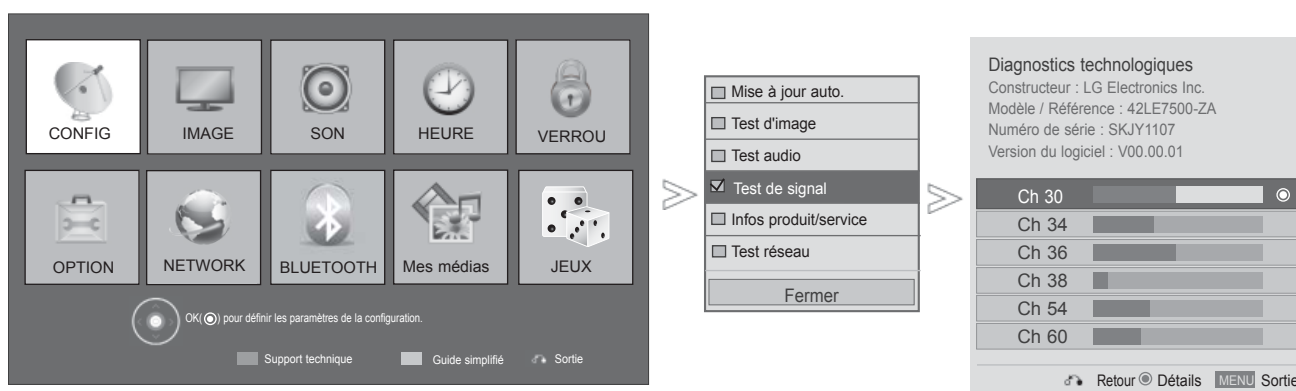 CONFIG
IMAGE
SON
HEURE
VERROU
OPTION
NETWORK
BLUETOOTH
Mes médias
JEUX
OK(◉) pour définir les paramètres de la configuration.
Support technique
Guide simplifié
Sortie
Mise à jour auto.
Test d'image
Test audio
Test de signal
Infos produit/service
Test réseau
Fermer
Diagnostics technologiques
Constructeur : LG Electronics Inc.
Modèle / Référence : 42LE7500-ZA
Numéro de série : SKJY1107
Version du logiciel : V00.00.01
Ch 30
Ch 34
Ch 36
Ch 38
Ch 54
Ch 60
Retour ◉ Détails MENU Sortie